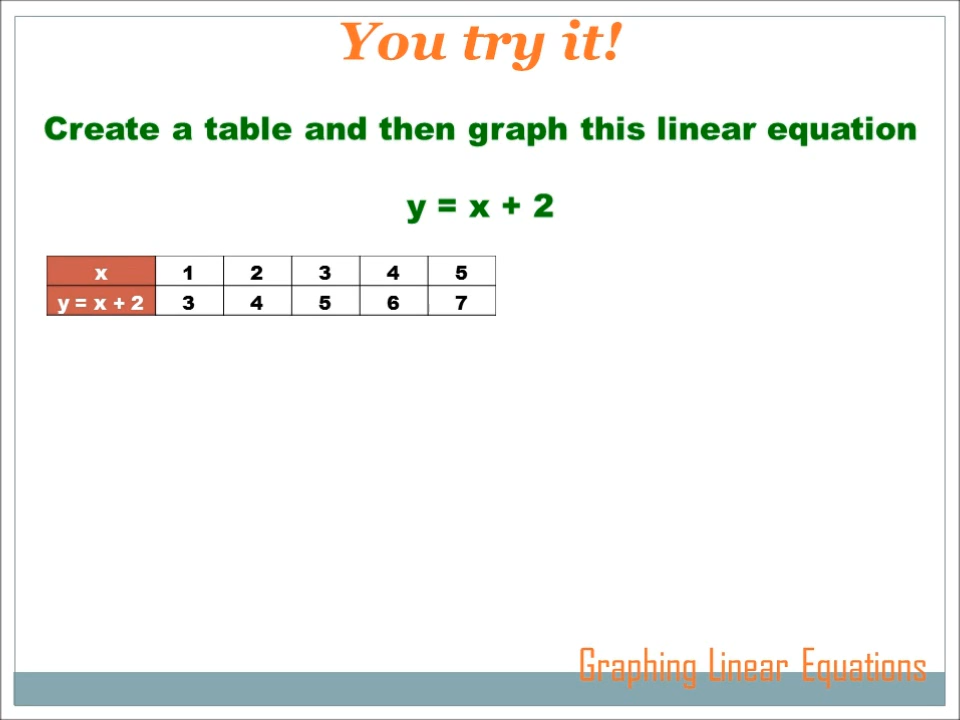 You try it!
Create a table and then graph this linear equation
y = x + 2
x 1 2 3 4 5
y = x + 2 3 4 5 6 7
Graphing Linear Equations